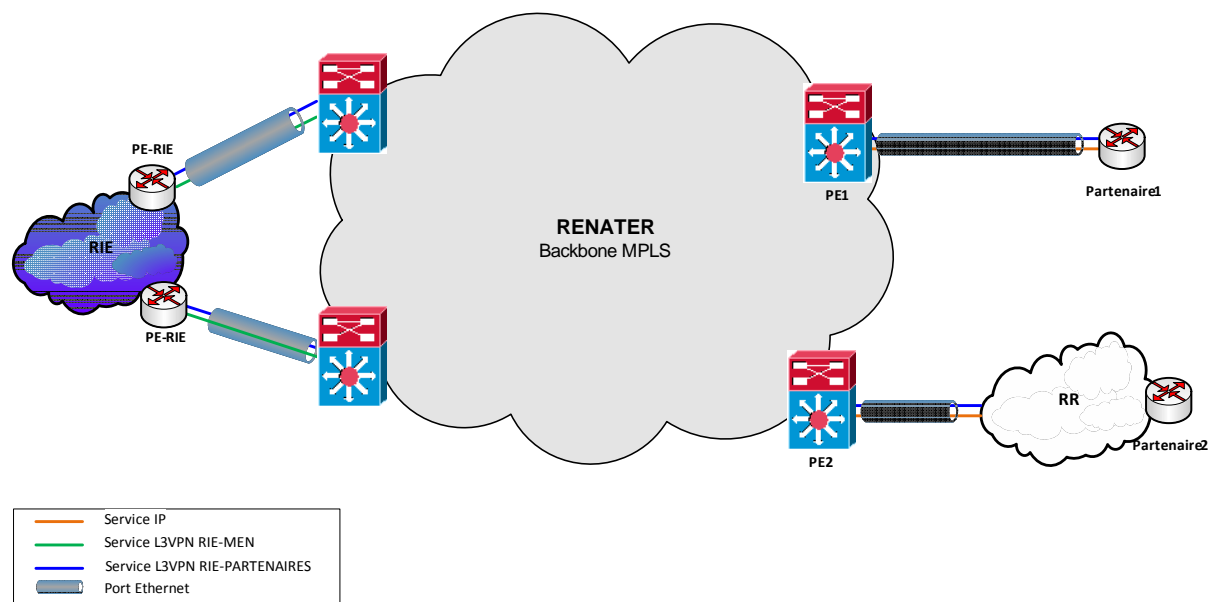 PE-RIE
RIE
PE-RIE
RENATER
Backbone MPLS
PE1
Partenaire1
PE2
RR
Partenaire2
Service IP
Service L3VPN RIE-MEN
Service L3VPN RIE-PARTENAIRES
Port Ethernet